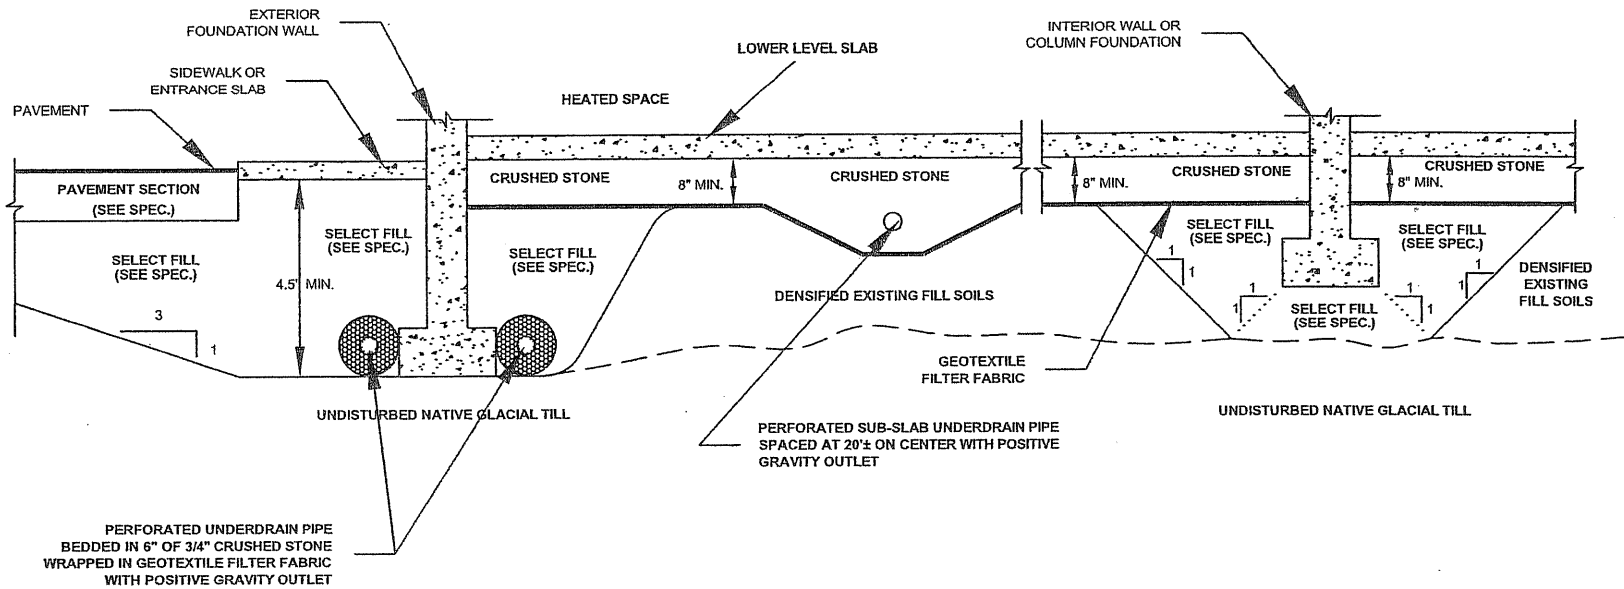 EXTERIOR
FOUNDATION WALL
SIDEWALK OR
ENTRANCE SLAB
PAVEMENT
LOWER LEVEL SLAB
HEATED SPACE
INTERIOR WALL OR
COLUMN FOUNDATION
PAVEMENT SECTION
(SEE SPEC.)
CRUSHED STONE
8" MIN.
CRUSHED STONE
8" MIN.
CRUSHED STONE
8" MIN.
CRUSHED STONE
SELECT FILL
(SEE SPEC.)
SELECT FILL
(SEE SPEC.)
SELECT FILL
(SEE SPEC.)
SELECT FILL
(SEE SPEC.)
SELECT FILL
(SEE SPEC.)
4.5' MIN.
3
1
1
1
1
1
1
1
1
1
DENSIFIED EXISTING FILL SOILS
DENSIFIED
EXISTING
FILL SOILS
SELECT FILL
(SEE SPEC.)
GEOTEXTILE
FILTER FABRIC
UNDISTURBED NATIVE GLACIAL TILL
UNDISTURBED NATIVE GLACIAL TILL
PERFORATED SUB-SLAB UNDERDRAIN PIPE
SPACED AT 20'± ON CENTER WITH POSITIVE
GRAVITY OUTLET
PERFORATED UNDERDRAIN PIPE
BEDDED IN 6" OF 3/4" CRUSHED STONE
WRAPPED IN GEOTEXTILE FILTER FABRIC
WITH POSITIVE GRAVITY OUTLET